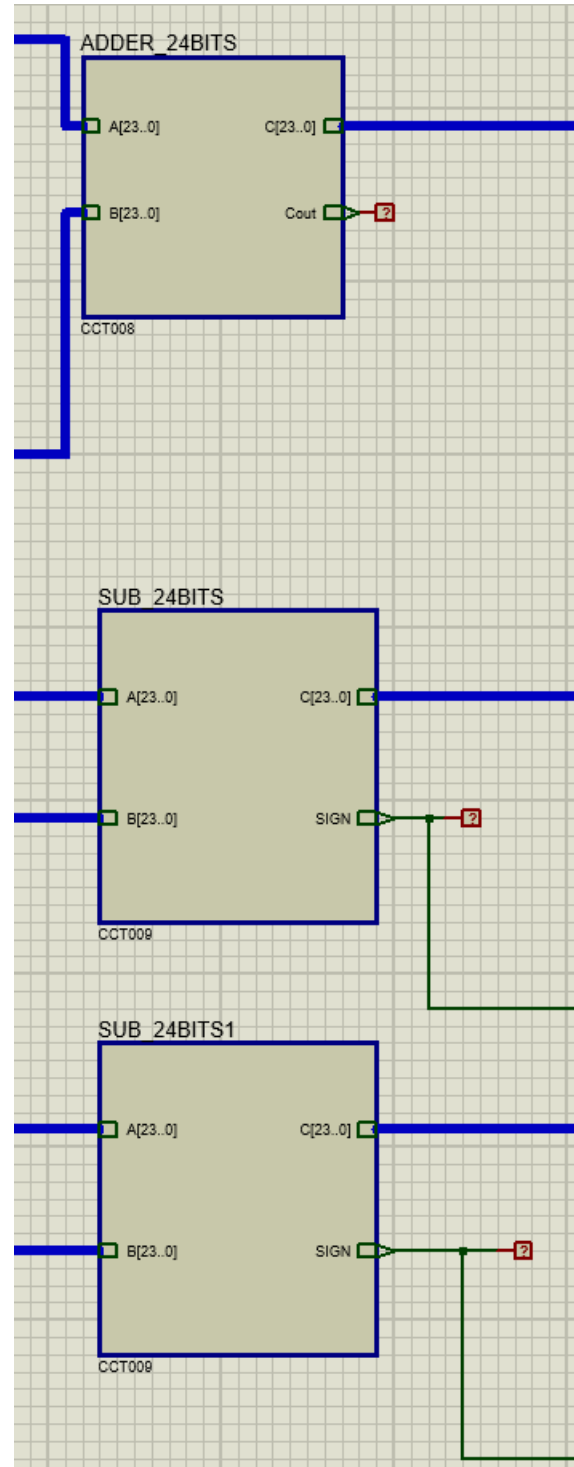 ADDER_24BITS
A[23..0] C[23..0]
B[23..0] Cout ?
CCT008
SUB_24BITS
A[23..0] C[23..0]
B[23..0] SIGN ?
CCT009
SUB_24BITS1
A[23..0] C[23..0]
B[23..0] SIGN ?
CCT009